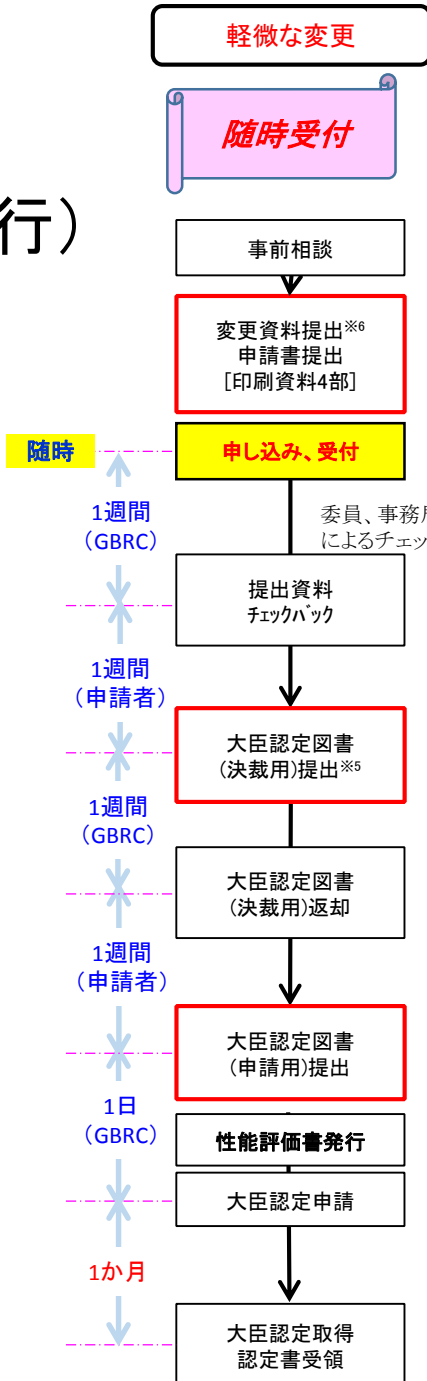 軽微な変更
随時受付
行）
事前相談
変更資料提出※6
申請書提出
[印刷資料4部]
随時
申し込み、受付
1週間
（GBRC）
委員、事務局
によるチェッ
提出資料
ﾁｪｯｸﾊﾞｯｸ
1週間
（申請者）
大臣認定図書
(決裁用)提出※5
1週間
（GBRC）
大臣認定図書
(決裁用)返却
1週間
（申請者）
大臣認定図書
(申請用)提出
1日
（GBRC）
性能評価書発行
大臣認定申請
1か月
大臣認定取得
認定書受領